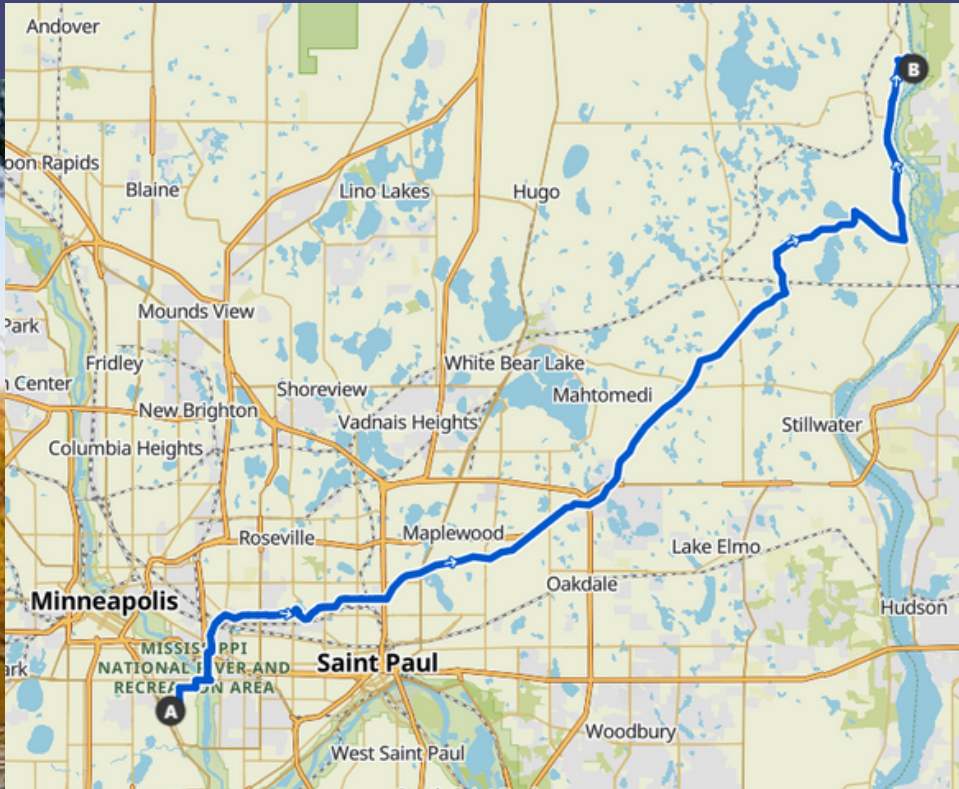 Andover
oon Rapids
Blaine
Lino Lakes
Hugo
Mounds View
Park
Fridley
White Bear Lake
n Center
Shoreview
Mahtomedi
New Brighton
Vadnais Heights
Stillwater
Columbia Heights
Roseville
Maplewood
Lake Elmo
Oakdale
Minneapolis
Hudson
MISSISSIPPI
NATIONAL RIVER AND
RECREATION AREA
ark
Saint Paul
A
Woodbury
West Saint Paul
B